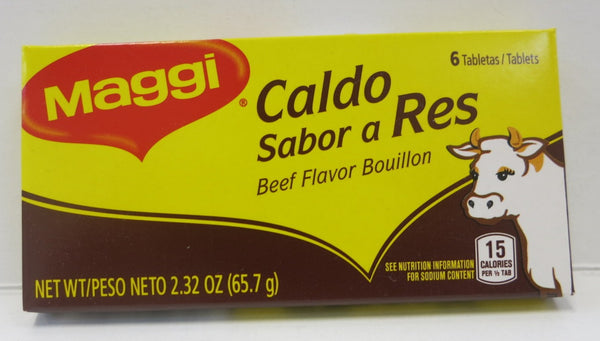 Maggi®
Caldo
Sabor a Res
Beef Flavor Bouillon
6 Tabletas / Tablets
SEE NUTRITION INFORMATION
FOR SODIUM CONTENT
15
CALORIES
PER ½ TAB
NET WT/PESO NETO 2.32 OZ (65.7 g)